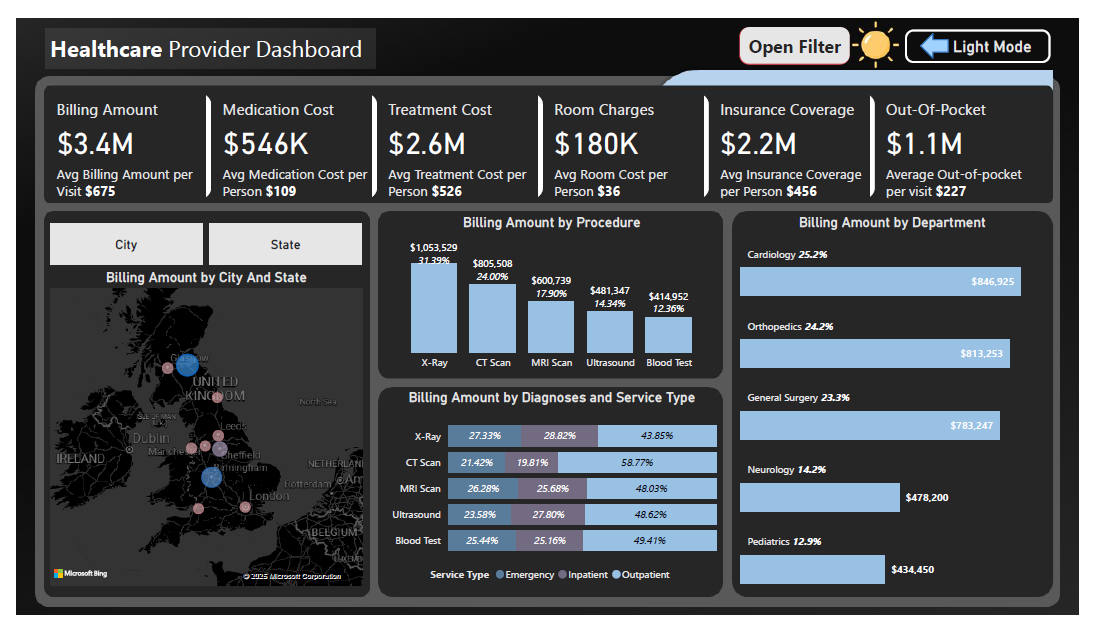 Healthcare Provider Dashboard
Open Filter
Light Mode
Billing Amount
$3.4M
Avg Billing Amount per
Visit $675
Medication Cost
$546K
Avg Medication Cost per
Person $109
Treatment Cost
$2.6M
Avg Treatment Cost per
Person $526
Room Charges
$180K
Avg Room Cost per
Person $36
Insurance Coverage
$2.2M
Avg Insurance Coverage
per Person $456
Out-Of-Pocket
$1.1M
Average Out-of-pocket
per visit $227
City
State
Billing Amount by City And State
Glasgow
UNITED
KINGDOM
North Sea
ISLE OF MAN
Leeds
Dublin
Manchester
Sheffield
IRELAND
Birmingham
NETHERLAN
Rotterdam
Am
London
BELGIUM
LUXEMB
Microsoft Bing
© 2025 Microsoft Corporation
Billing Amount by Procedure
$1,053,529
31.39%
$805,508
24.00%
$600,739
17.90%
$481,347
14.34%
$414,952
12.36%
X-Ray
CT Scan
MRI Scan
Ultrasound
Blood Test
Billing Amount by Diagnoses and Service Type
X-Ray 27.33% 28.82% 43.85%
CT Scan 21.42% 19.81% 58.77%
MRI Scan 26.28% 25.68% 48.03%
Ultrasound 23.58% 27.80% 48.62%
Blood Test 25.44% 25.16% 49.41%
Service Type Emergency Inpatient Outpatient
Billing Amount by Department
Cardiology 25.2%
$846,925
Orthopedics 24.2%
$813,253
General Surgery 23.3%
$783,247
Neurology 14.2%
$478,200
Pediatrics 12.9%
$434,450